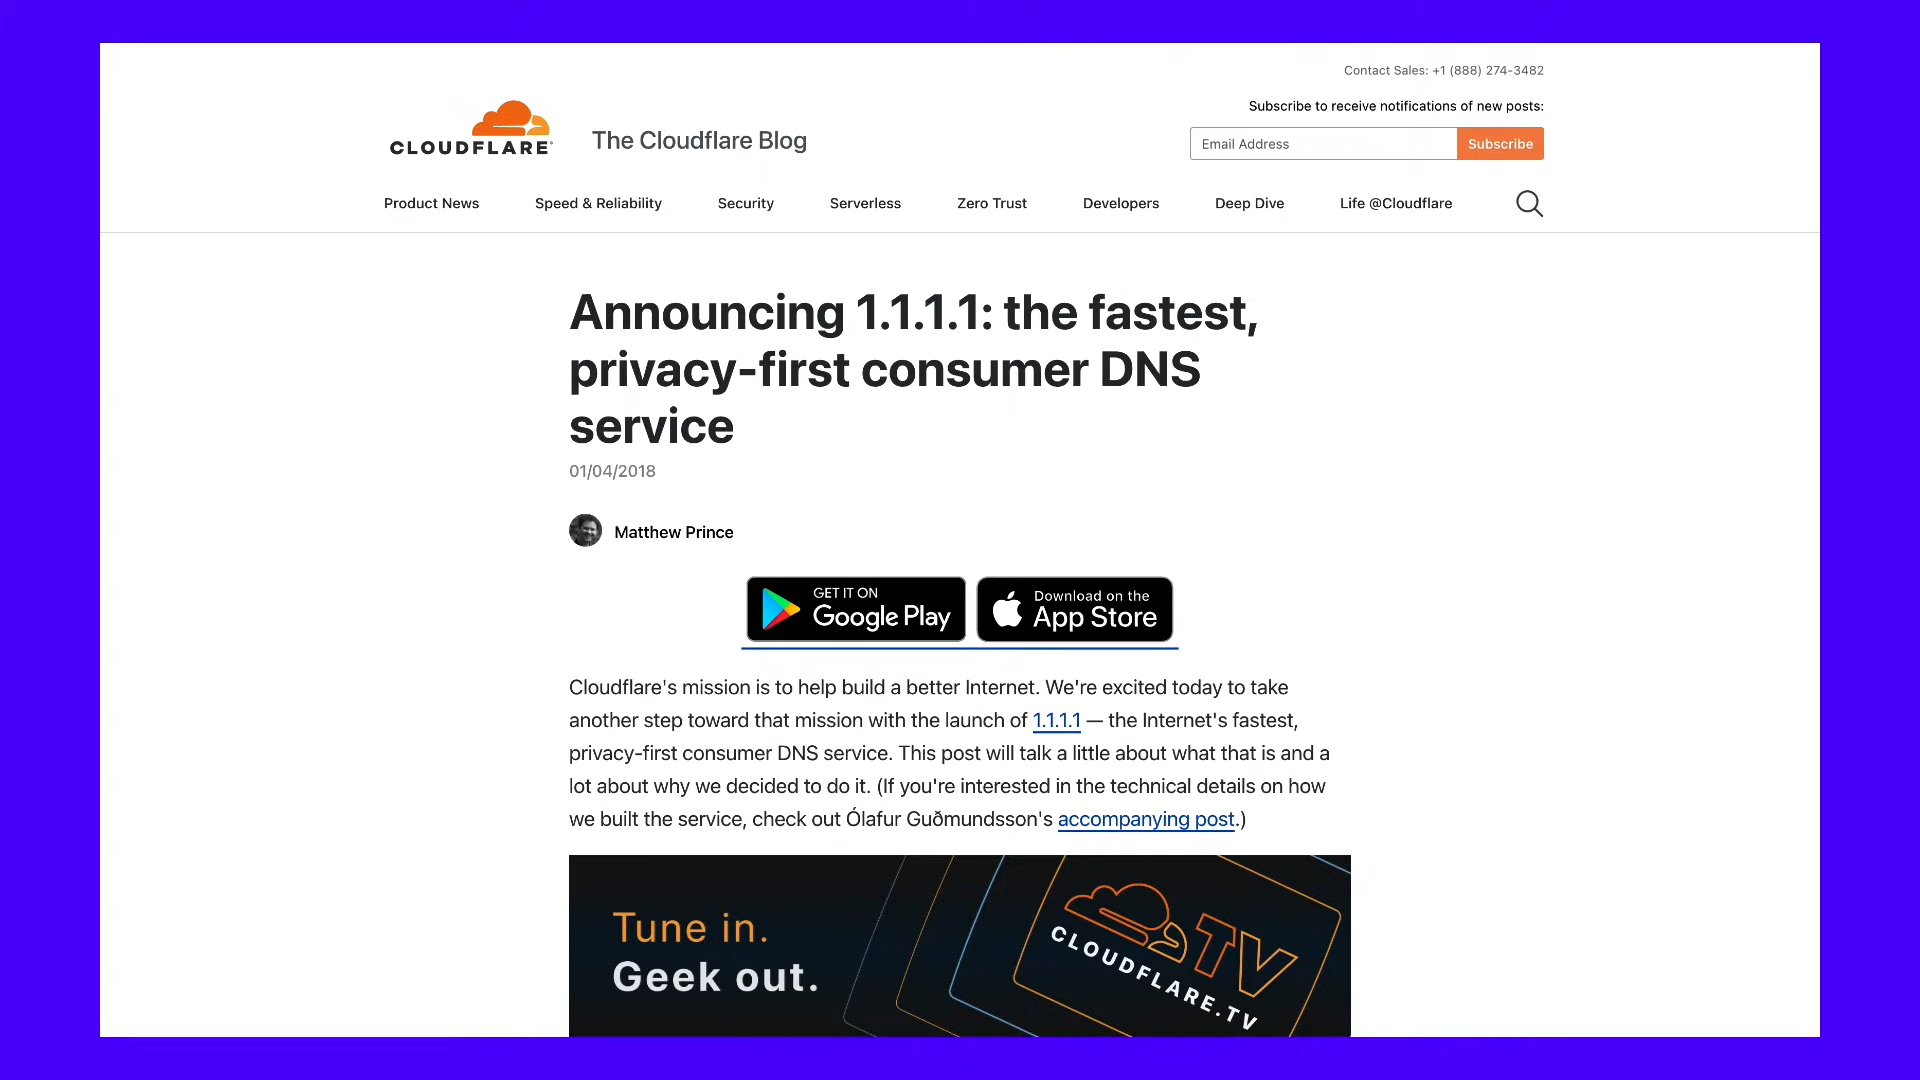 Contact Sales: +1 (888) 274-3482
Subscribe to receive notifications of new posts:
CLOUDFLARE
The Cloudflare Blog
Email Address
Subscribe
Product News
Speed & Reliability
Security
Serverless
Zero Trust
Developers
Deep Dive
Life @Cloudflare
Announcing 1.1.1.1: the fastest,
privacy-first consumer DNS
service
01/04/2018
Matthew Prince
GET IT ON
Google Play
Download on the
App Store
Cloudflare's mission is to help build a better Internet. We're excited today to take
another step toward that mission with the launch of 1.1.1.1 — the Internet's fastest,
privacy-first consumer DNS service. This post will talk a little about what that is and a
lot about why we decided to do it. (If you're interested in the technical details on how
we built the service, check out Ólafur Guðmundsson's accompanying post.)
Tune in.
Geek out.
TV
CLOUDFLARE.TV